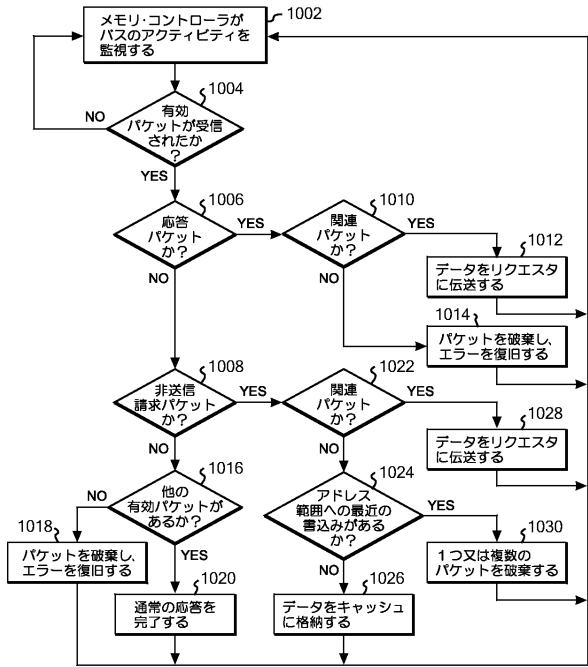 1002
メモリ・コントローラが
バスのアクティビティを
監視する
1004
有効
パケットが受信
されたか
?
NO
YES
1006
応答
パケット
か?
YES
NO
1010
関連
パケット
か?
YES
NO
1012
データをリクエスタ
に伝送する
1014
パケットを破棄し、
エラーを復旧する
1008
非送信
請求パケット
か?
YES
NO
1022
関連
パケット
か?
YES
NO
1028
データをリクエスタ
に伝送する
1016
他の
有効パケットが
あるか?
NO
YES
1024
アドレス
範囲への最近の
書込みがある
か?
YES
NO
1018
パケットを破棄し、
エラーを復旧する
1020
通常の応答を
完了する
1026
データをキャッシュ
に格納する
1030
1つ又は複数の
パケットを破棄する